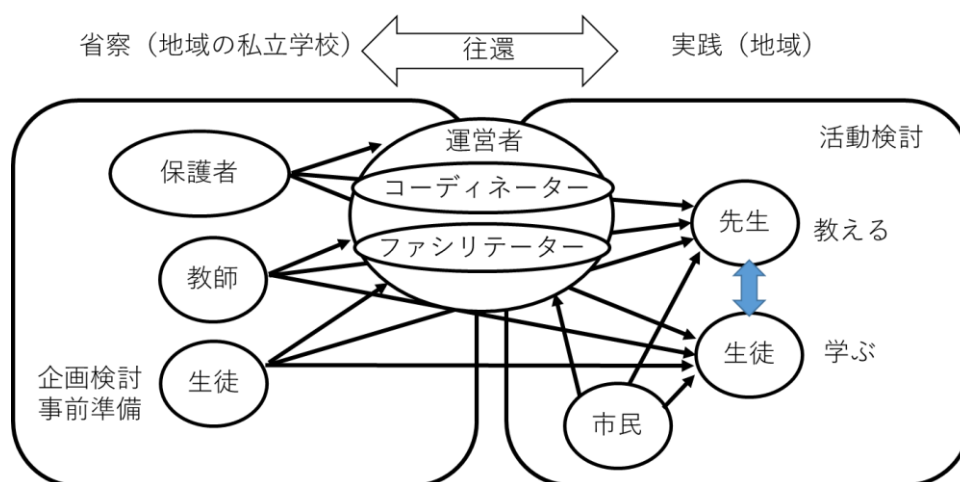 省察（地域の私立学校）
往還
実践（地域）
運営者
コーディネーター
ファシリテーター
保護者
教師
生徒
企画検討
事前準備
活動検討
先生
教える
生徒
学ぶ
市民